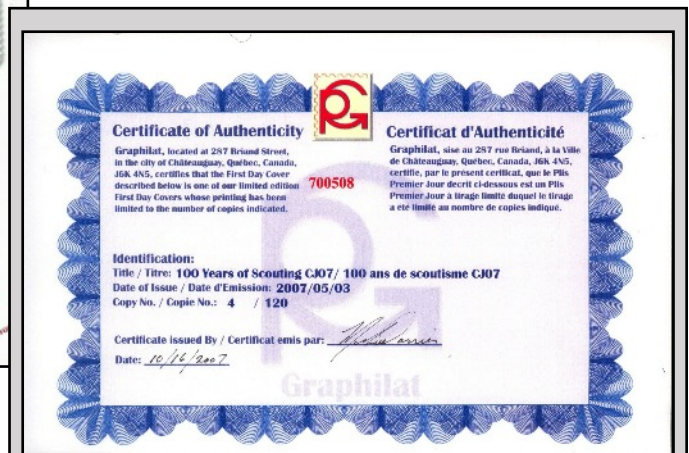 Certificate of Authenticity
Graphilat, located at 287 Briand Street,
in the city of Châteauguay, Québec, Canada,
J6K 4N5, certifies that the First Day Cover
described below is one of our limited edition
First Day Covers whose printing has been
limited to the number of copies indicated.
700508
Certificat d'Authenticité
Graphilat, sise au 287 rue Briand, à la Ville
de Châteauguay, Québec, Canada, J6K 4N5,
certifie, par le présent certificat, que le Plis
Premier Jour decrit ci-dessous est un Plis
Premier Jour à tirage limité duquel le tirage
a eté limité au nombre de copies indiqué.
Identification:
Title / Titre: 100 Years of Scouting CJ07/ 100 ans de scoutisme CJ07
Date of Issue / Date d'Emission: 2007/05/03
Copy No. / Copie No.: 4 / 120
Certificate issued By / Certificat emis par:
Date: 10/16/2007
Graphilat